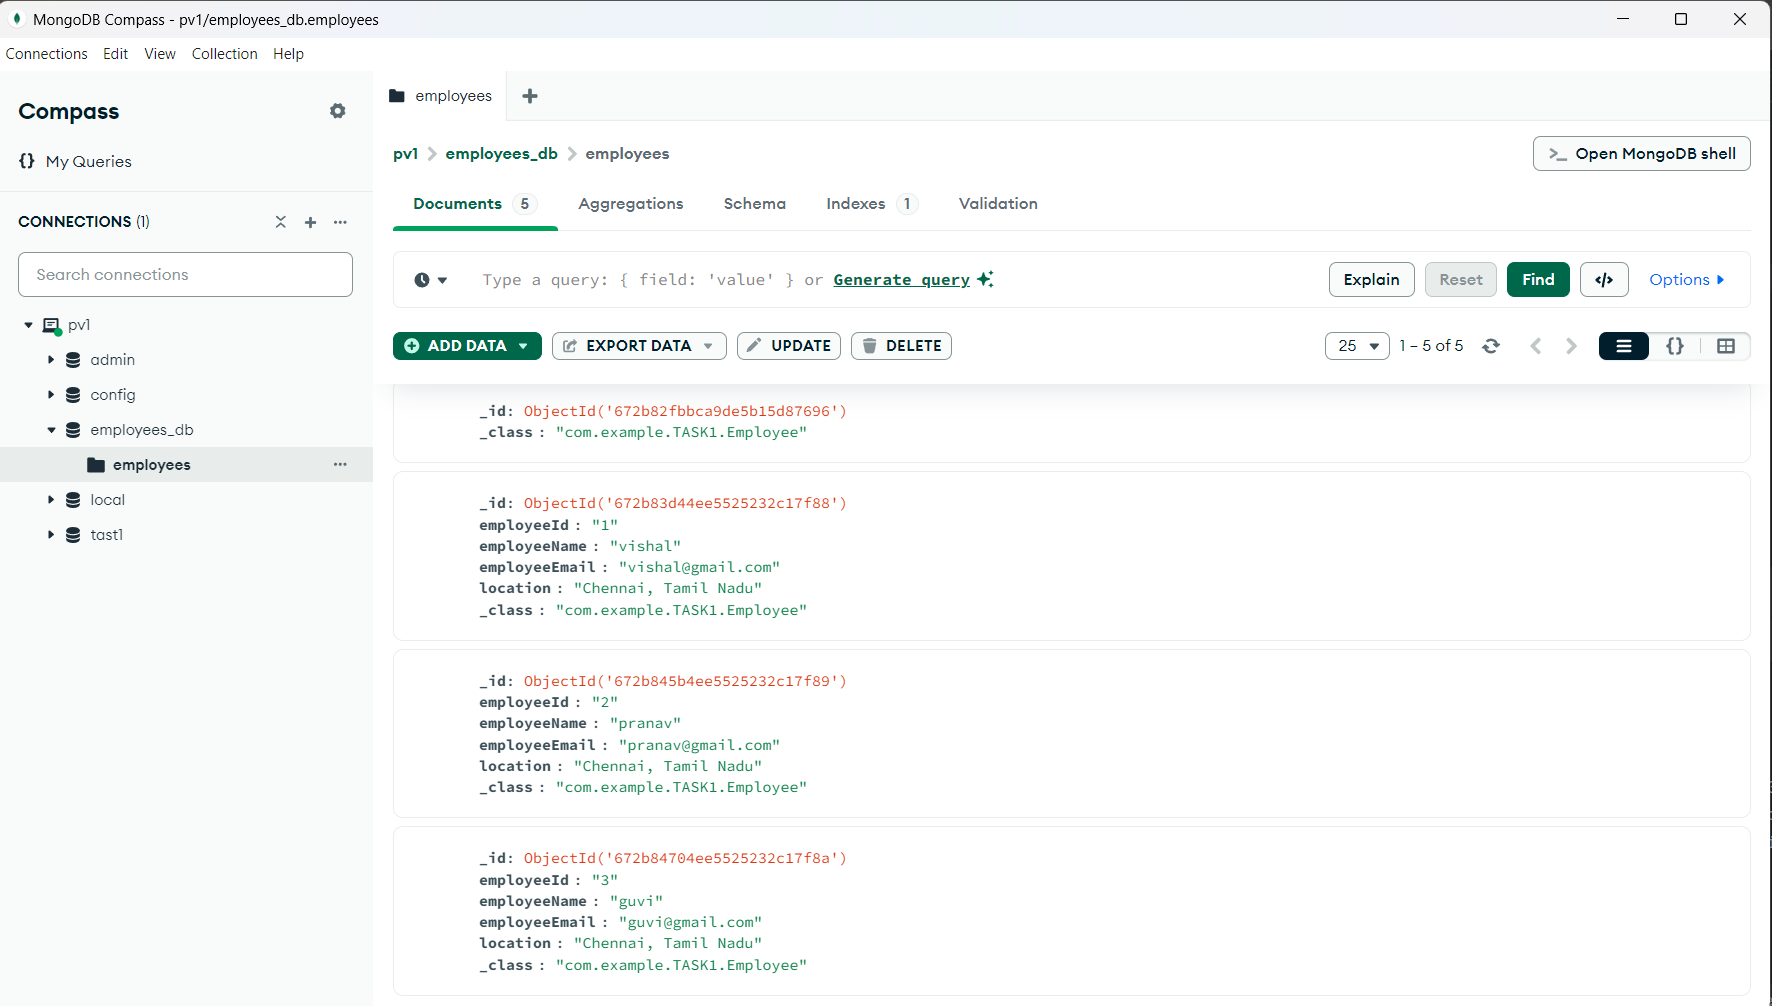 MongoDB Compass - pv1/employees_db.employees
Connections Edit View Collection Help
Compass
{} My Queries
CONNECTIONS (1)
Search connections
pv1
admin
config
employees_db
employees
local
tast1
employees
pv1 > employees_db > employees
>_ Open MongoDB shell
Documents 5 Aggregations Schema Indexes 1 Validation
Type a query: { field: 'value' } or Generate query
Explain Reset Find </> Options
ADD DATA EXPORT DATA UPDATE DELETE
25 1 – 5 of 5 {}
_id: ObjectId('672b82fbbca9de5b15d87696')
_class : "com.example.TASK1.Employee"
_id: ObjectId('672b83d44ee5525232c17f88')
employeeId : "1"
employeeName : "vishal"
employeeEmail : "vishal@gmail.com"
location : "Chennai, Tamil Nadu"
_class : "com.example.TASK1.Employee"
_id: ObjectId('672b845b4ee5525232c17f89')
employeeId : "2"
employeeName : "pranav"
employeeEmail : "pranav@gmail.com"
location : "Chennai, Tamil Nadu"
_class : "com.example.TASK1.Employee"
_id: ObjectId('672b84704ee5525232c17f8a')
employeeId : "3"
employeeName : "guvi"
employeeEmail : "guvi@gmail.com"
location : "Chennai, Tamil Nadu"
_class : "com.example.TASK1.Employee"